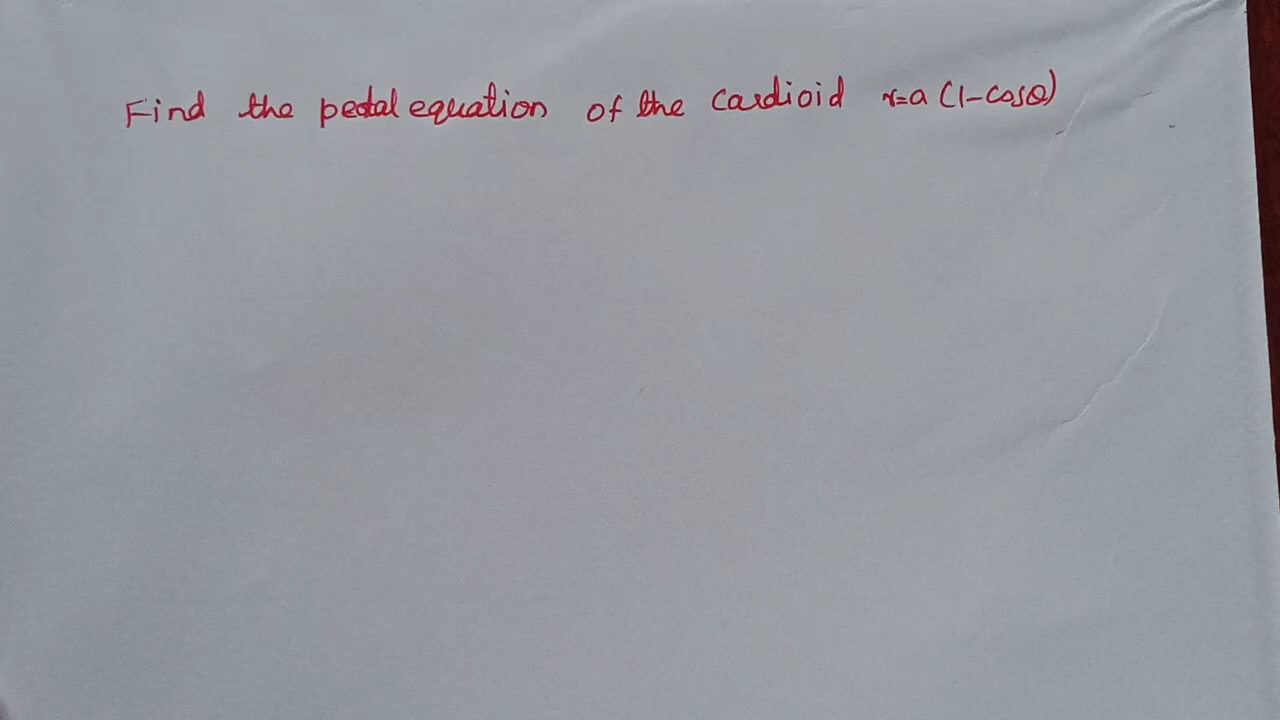 Find the pedal equation of the cardioid r=a (1-cosθ)